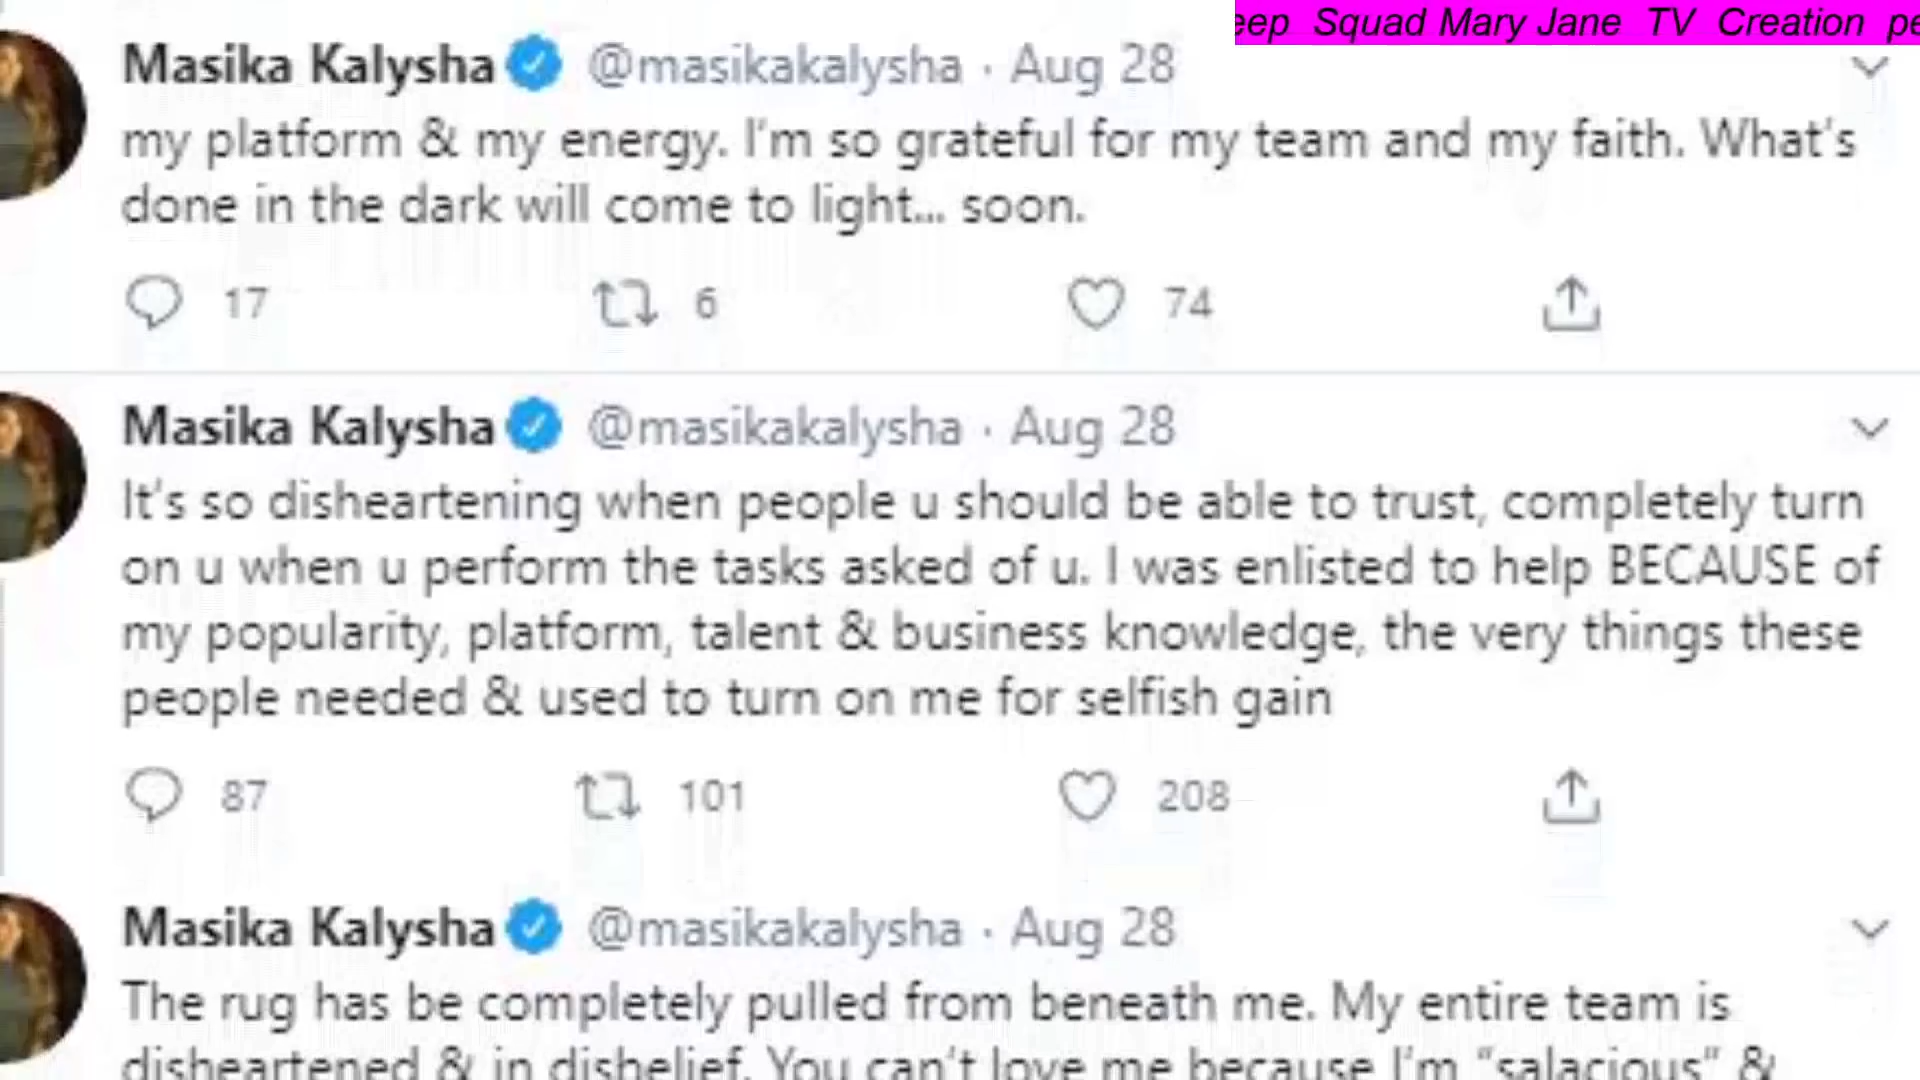 Squad Mary Jane TV Creation
Masika Kalysha @masikakalysha · Aug 28
my platform & my energy. I'm so grateful for my team and my faith. What's
done in the dark will come to light... soon.
17 6 74
Masika Kalysha @masikakalysha · Aug 28
It's so disheartening when people u should be able to trust, completely turn
on u when u perform the tasks asked of u. I was enlisted to help BECAUSE of
my popularity, platform, talent & business knowledge, the very things these
people needed & used to turn on me for selfish gain
87 101 208
Masika Kalysha @masikakalysha · Aug 28
The rug has be completely pulled from beneath me. My entire team is
disheartened & in disbelief. You can't love me because I'm "salacious" &